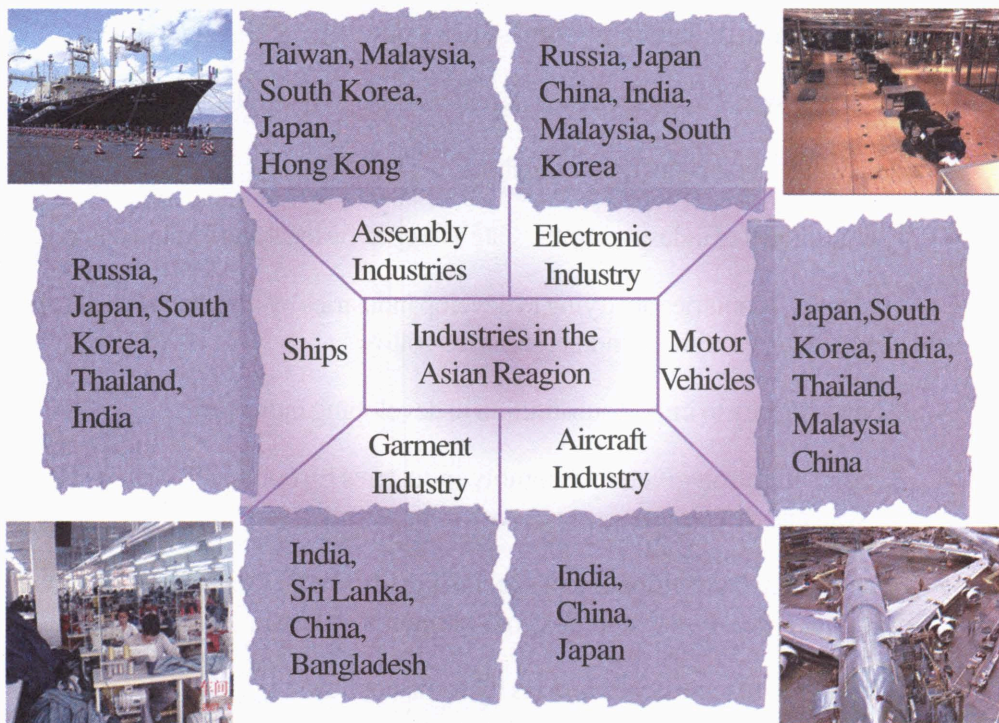 Taiwan, Malaysia,
South Korea,
Japan,
Hong Kong
Russia, Japan
China, India,
Malaysia, South
Korea
Assembly
Industries
Electronic
Industry
Russia,
Japan, South
Korea,
Thailand,
India
Ships
Industries in the
Asian Reagion
Motor
Vehicles
Japan,South
Korea, India,
Thailand,
Malaysia
China
Garment
Industry
Aircraft
Industry
India,
Sri Lanka,
China,
Bangladesh
India,
China,
Japan